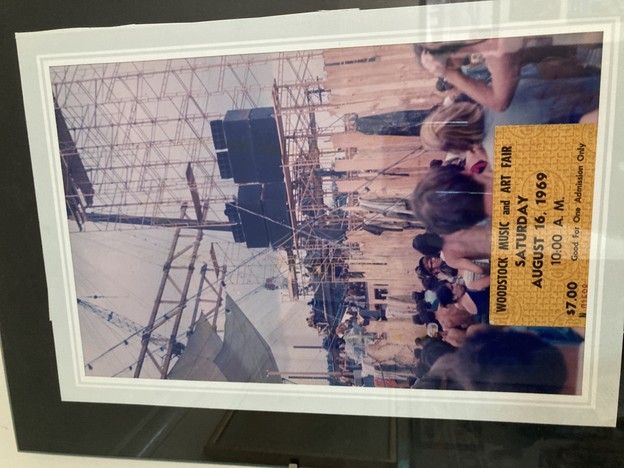 WOODSTOCK MUSIC and ART FAIR
SATURDAY
AUGUST 16, 1969
10:00 A. M.
$7.00 Good For One Admission Only